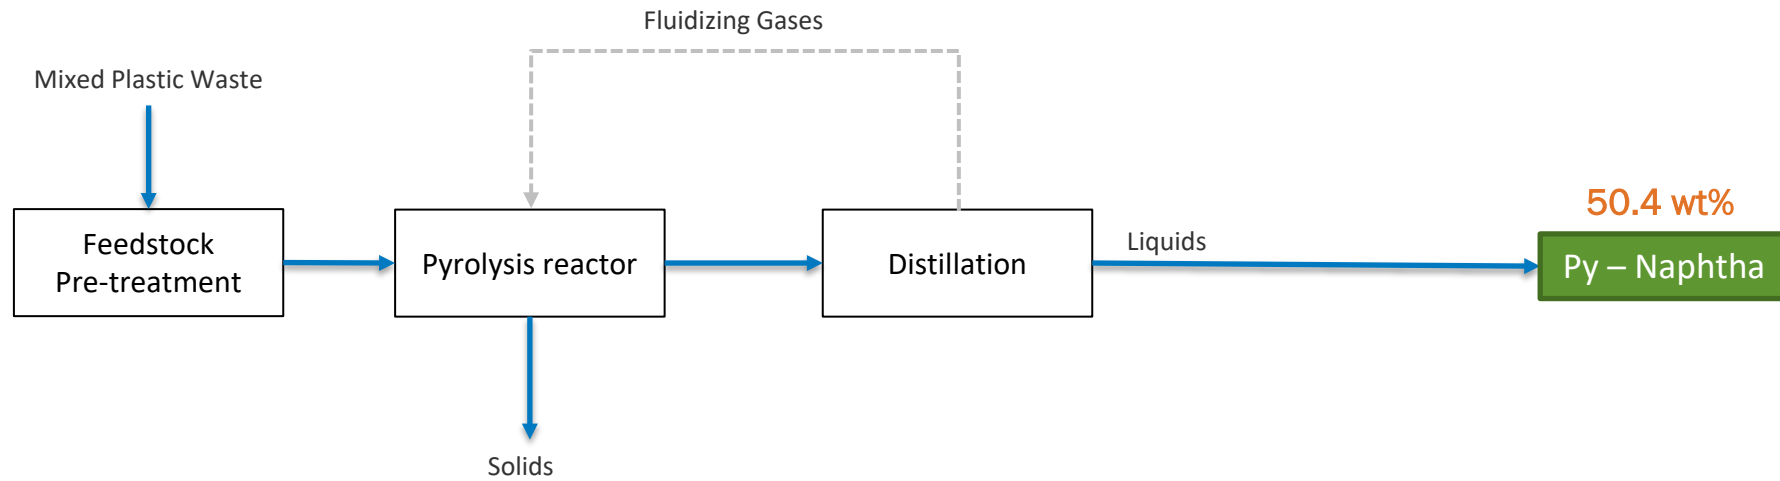 Fluidizing Gases
Mixed Plastic Waste
Feedstock
Pre-treatment
Pyrolysis reactor
Distillation
Liquids
50.4 wt%
Py – Naphtha
Solids